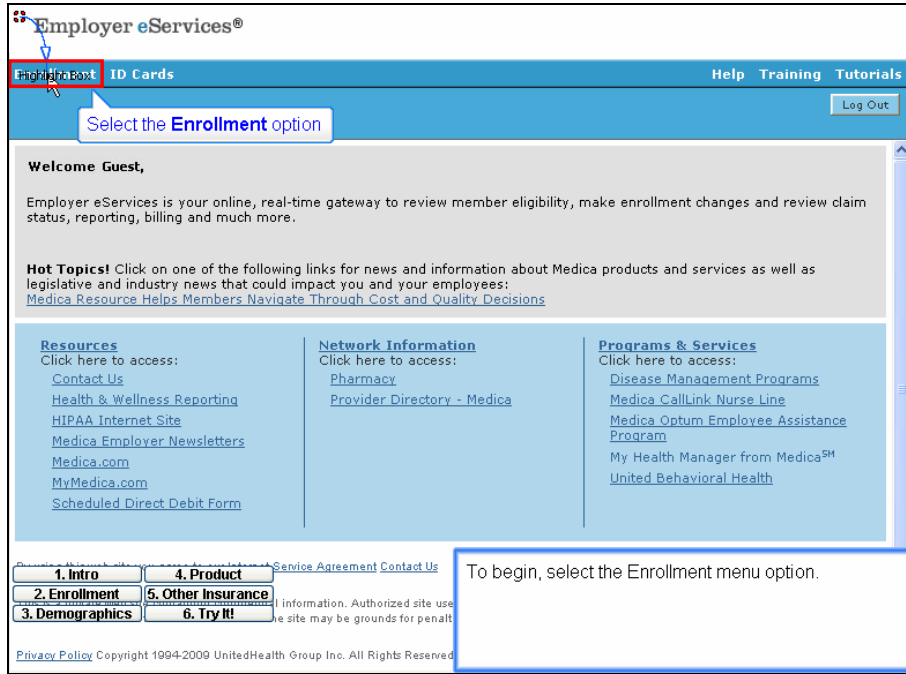 Employer eServices®
Highlight Box ID Cards Help Training Tutorials
Log Out
Select the Enrollment option
Welcome Guest,
Employer eServices is your online, real-time gateway to review member eligibility, make enrollment changes and review claim
status, reporting, billing and much more.
Hot Topics! Click on one of the following links for news and information about Medica products and services as well as
legislative and industry news that could impact you and your employees:
Medica Resource Helps Members Navigate Through Cost and Quality Decisions
Resources
Click here to access:
Contact Us
Health & Wellness Reporting
HIPAA Internet Site
Medica Employer Newsletters
Medica.com
MyMedica.com
Scheduled Direct Debit Form
Network Information
Click here to access:
Pharmacy
Provider Directory - Medica
Programs & Services
Click here to access:
Disease Management Programs
Medica CallLink Nurse Line
Medica Optum Employee Assistance
Program
My Health Manager from Medica℠
United Behavioral Health
Service Agreement Contact Us
information. Authorized site use
site may be grounds for penalt
Privacy Policy Copyright 1994-2009 UnitedHealth Group Inc. All Rights Reserved
1. Intro 4. Product
2. Enrollment 5. Other Insurance
3. Demographics 6. Try It!
To begin, select the Enrollment menu option.